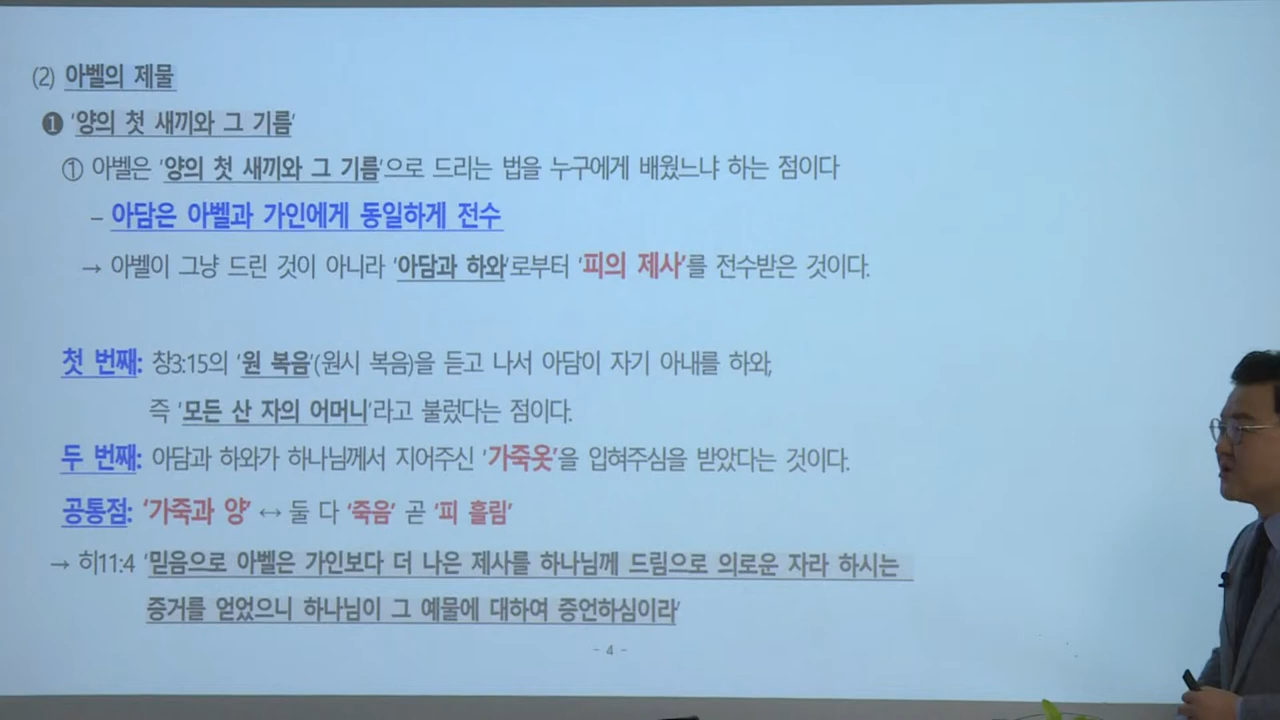 (2) 아벨의 제물
❶ '양의 첫 새끼와 그 기름'
① 아벨은 '양의 첫 새끼와 그 기름'으로 드리는 법을 누구에게 배웠느냐 하는 점이다
– 아담은 아벨과 가인에게 동일하게 전수
→ 아벨이 그냥 드린 것이 아니라 '아담과 하와'로부터 '피의 제사'를 전수받은 것이다.
첫 번째: 창3:15의 '원 복음'(원시 복음)을 듣고 나서 아담이 자기 아내를 하와,
즉 '모든 산 자의 어머니'라고 불렀다는 점이다.
두 번째: 아담과 하와가 하나님께서 지어주신 '가죽옷'을 입혀주심을 받았다는 것이다.
공통점: '가죽과 양' ↔ 둘 다 '죽음' 곧 '피 흘림'
→ 히11:4 '믿음으로 아벨은 가인보다 더 나은 제사를 하나님께 드림으로 의로운 자라 하시는
증거를 얻었으니 하나님이 그 예물에 대하여 증언하심이라'
- 4 -